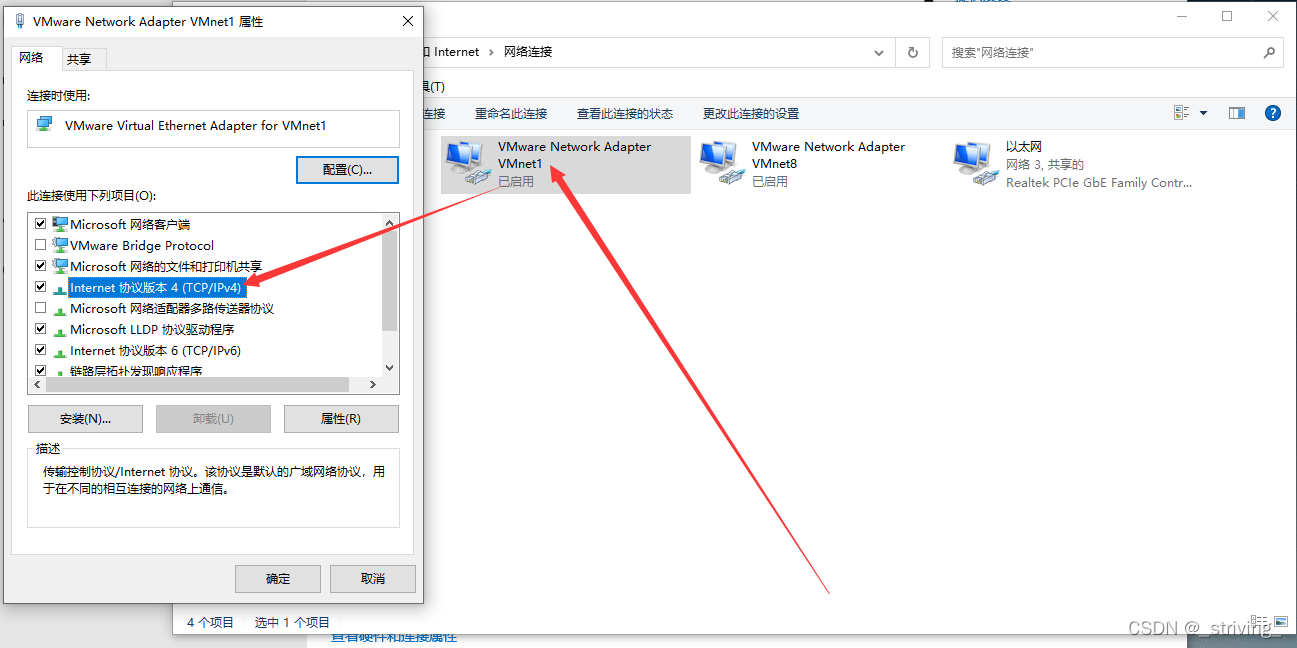 VMware Network Adapter VMnet1 属性
网络
共享
连接时使用:
VMware Virtual Ethernet Adapter for VMnet1
配置(C)...
此连接使用下列项目(O):
Microsoft 网络客户端
VMware Bridge Protocol
Microsoft 网络的文件和打印机共享
Internet 协议版本 4 (TCP/IPv4)
Microsoft 网络适配器多路传送器协议
Microsoft LLDP 协议驱动程序
Internet 协议版本 6 (TCP/IPv6)
链路层拓扑发现响应程序
安装(N)...
卸载(U)
属性(R)
描述
传输控制协议/Internet 协议。该协议是默认的广域网络协议，用
于在不同的相互连接的网络上通信。
确定
取消
Internet › 网络连接
搜索"网络连接"
具(T)
连接
重命名此连接
查看此连接的状态
更改此连接的设置
VMware Network Adapter
VMnet1
已启用
VMware Network Adapter
VMnet8
已启用
以太网
网络 3, 共享的
Realtek PCIe GbE Family Contr...
4 个项目
选中 1 个项目
查看硬件和连接属性
CSDN @_striving_